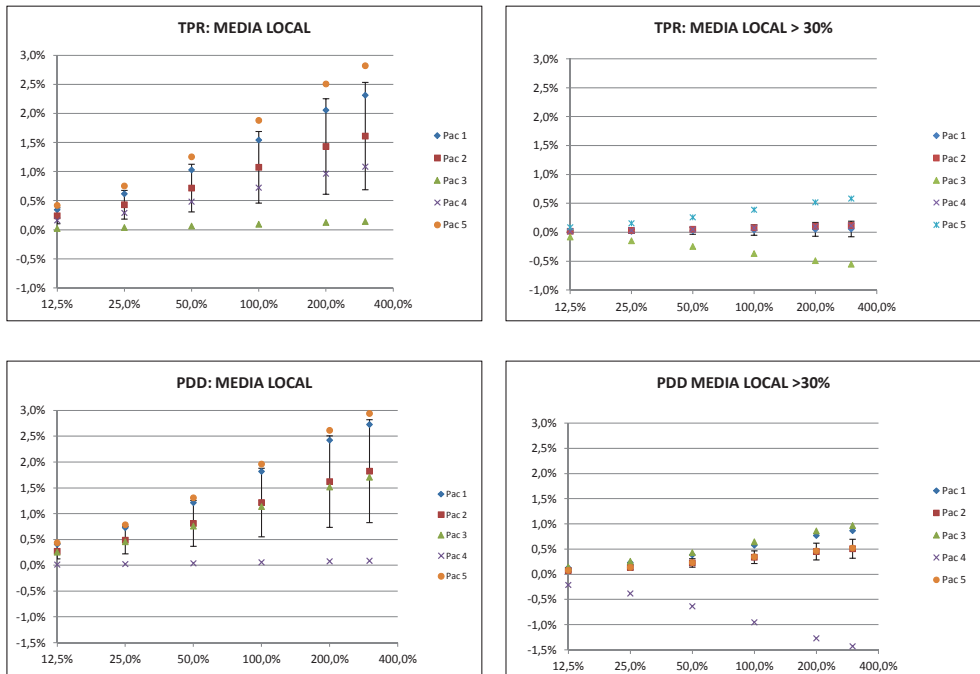 TPR: MEDIA LOCAL
3,0%
2,5%
2,0%
1,5%
1,0%
0,5%
0,0%
-0,5%
-1,0%
12,5% 25,0% 50,0% 100,0% 200,0% 400,0%
Pac 1
Pac 2
Pac 3
Pac 4
Pac 5
TPR: MEDIA LOCAL > 30%
3,0%
2,5%
2,0%
1,5%
1,0%
0,5%
0,0%
-0,5%
-1,0%
12,5% 25,0% 50,0% 100,0% 200,0% 400,0%
Pac 1
Pac 2
Pac 3
Pac 4
Pac 5
PDD: MEDIA LOCAL
3,0%
2,5%
2,0%
1,5%
1,0%
0,5%
0,0%
-0,5%
-1,0%
-1,5%
12,5% 25,0% 50,0% 100,0% 200,0% 400,0%
Pac 1
Pac 2
Pac 3
Pac 4
Pac 5
PDD MEDIA LOCAL >30%
3,0%
2,5%
2,0%
1,5%
1,0%
0,5%
0,0%
-0,5%
-1,0%
-1,5%
12,5% 25,0% 50,0% 100,0% 200,0% 400,0%
Pac 1
Pac 2
Pac 3
Pac 4
Pac 5